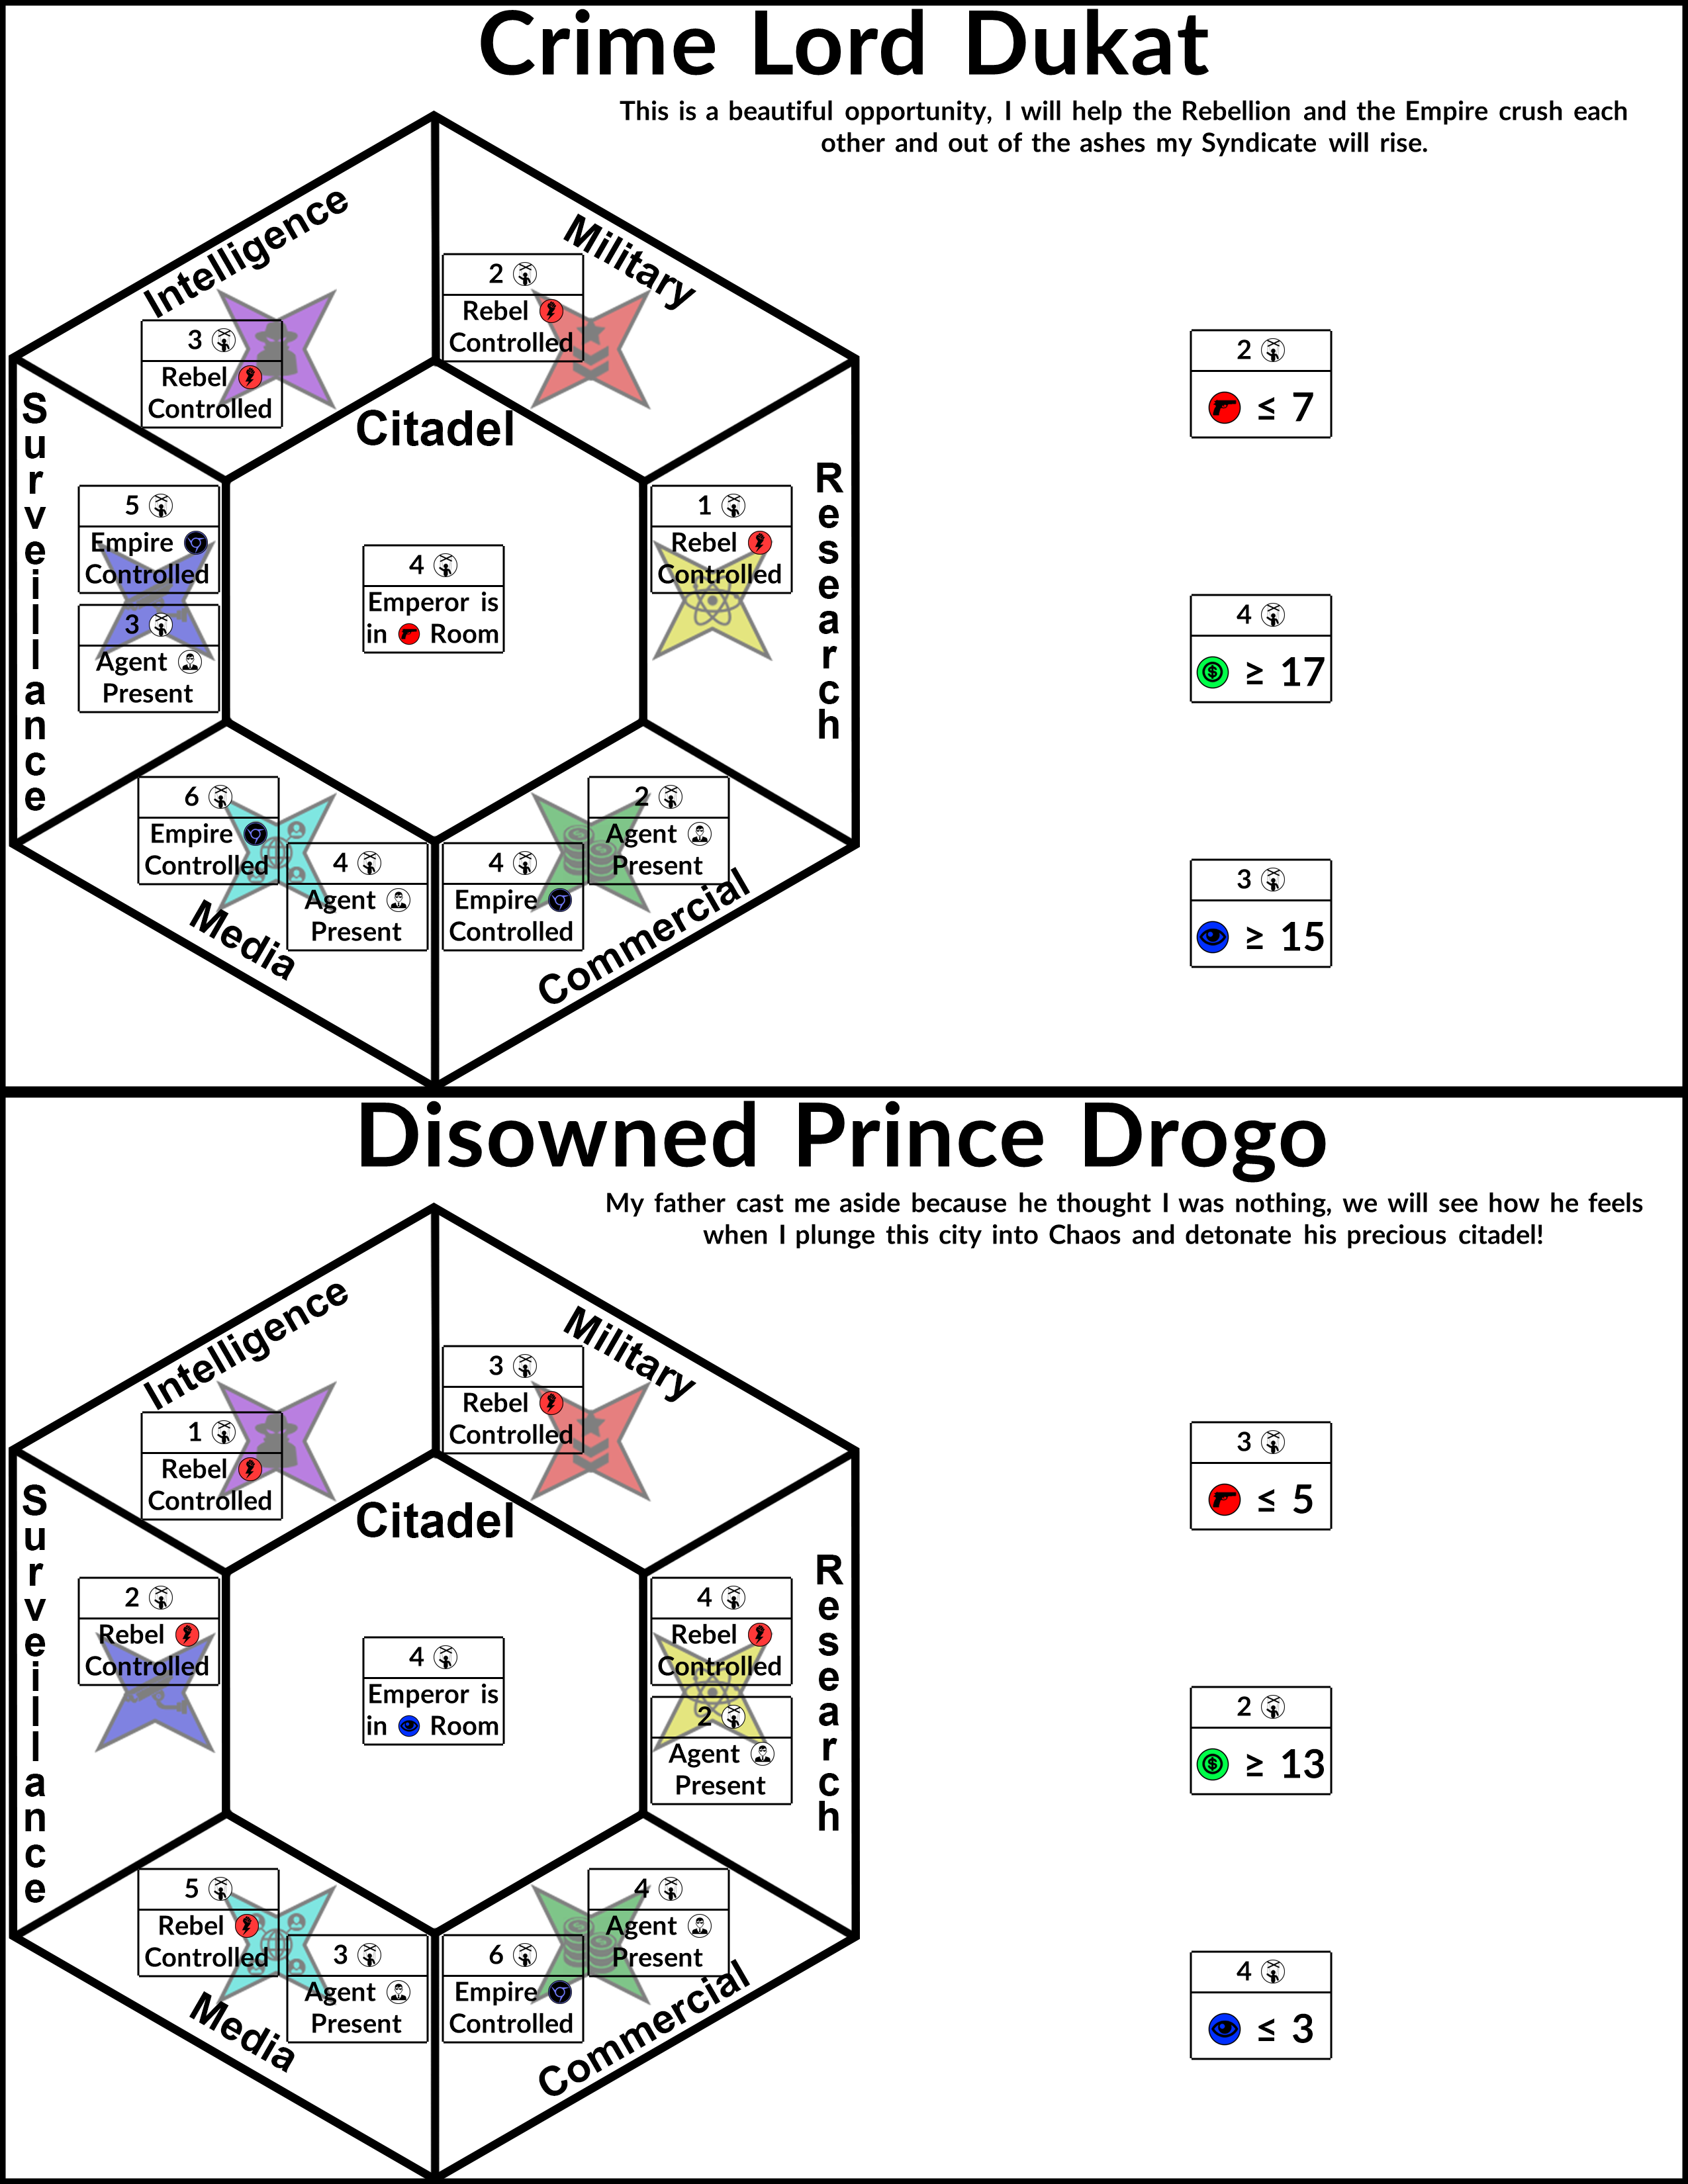 Crime Lord Dukat
This is a beautiful opportunity, I will help the Rebellion and the Empire crush each
other and out of the ashes my Syndicate will rise.
Intelligence
3
Rebel
Controlled
Military
2
Rebel
Controlled
Surveillance
5
Empire
Controlled
3
Agent
Present
Citadel
4
Emperor is
in Room
Research
1
Rebel
Controlled
Media
6
Empire
Controlled
4
Agent
Present
Commercial
4
Empire
Controlled
2
Agent
Present
2
≤ 7
4
≥ 17
3
≥ 15
Disowned Prince Drogo
My father cast me aside because he thought I was nothing, we will see how he feels
when I plunge this city into Chaos and detonate his precious citadel!
Intelligence
1
Rebel
Controlled
Military
3
Rebel
Controlled
Surveillance
2
Rebel
Controlled
Citadel
4
Emperor is
in Room
Research
4
Rebel
Controlled
2
Agent
Present
Media
5
Rebel
Controlled
3
Agent
Present
Commercial
6
Empire
Controlled
4
Agent
Present
3
≤ 5
2
≥ 13
4
≤ 3